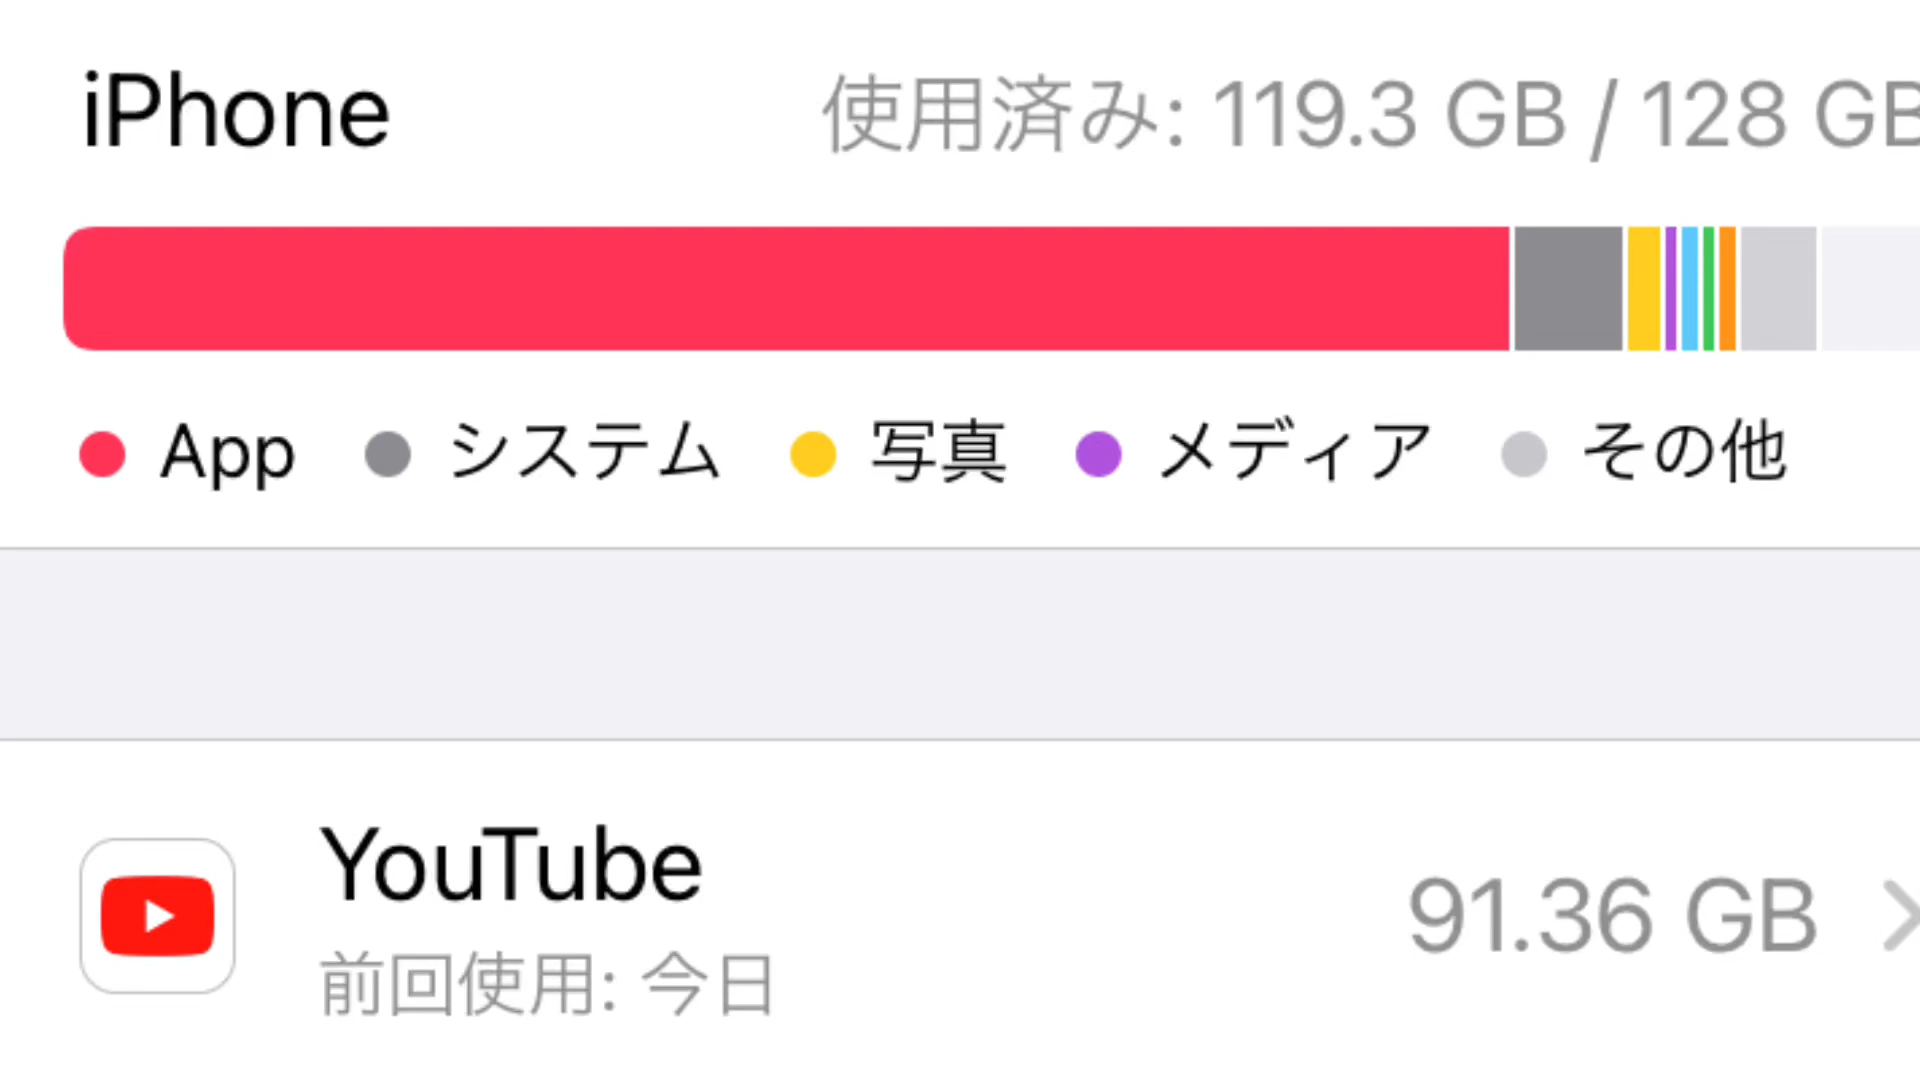 iPhone 使用済み: 119.3 GB / 128 GB
App システム 写真 メディア その他
YouTube
91.36 GB
前回使用: 今日